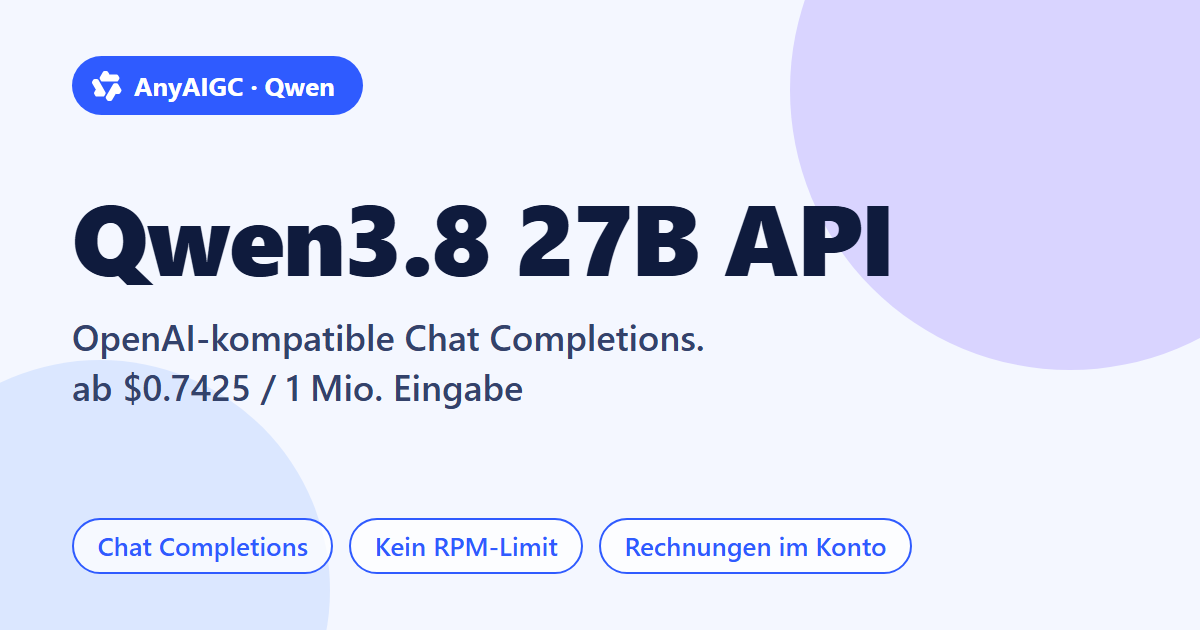 AnyAIGC · Qwen
Qwen3.8 27B API
OpenAI-kompatible Chat Completions.
ab $0.7425 / 1 Mio. Eingabe
Chat Completions
Kein RPM-Limit
Rechnungen im Konto